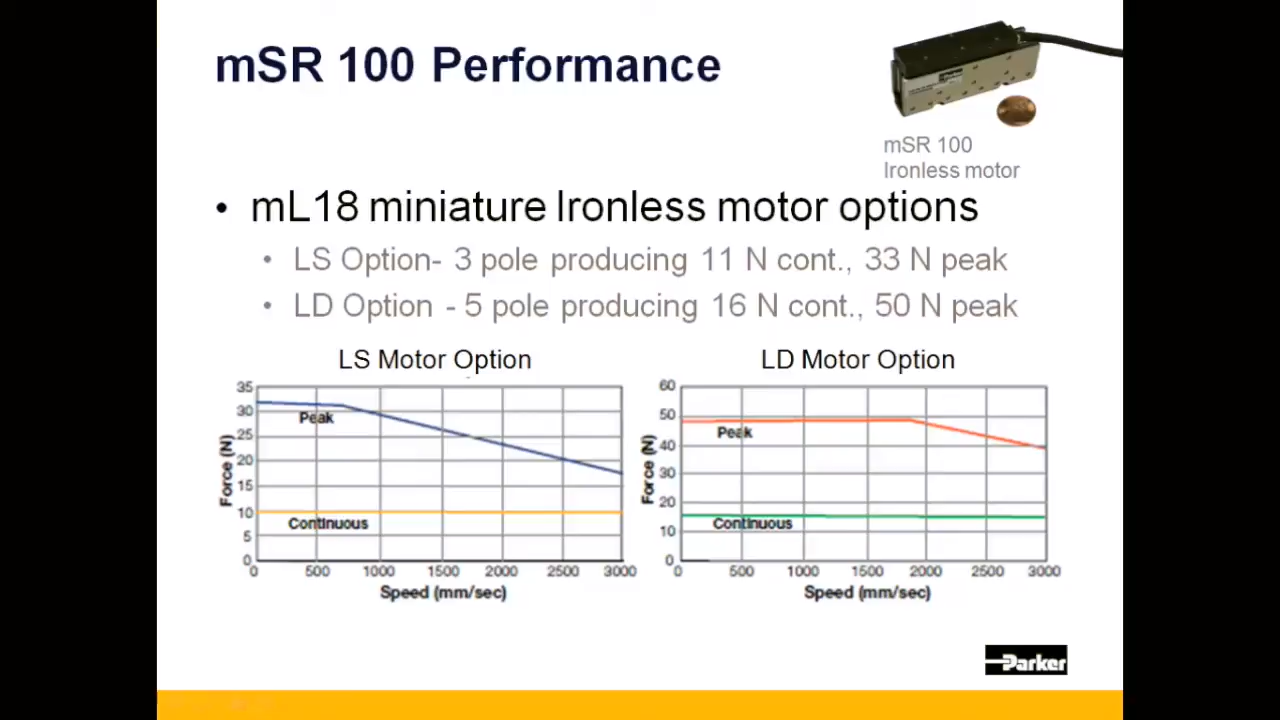 mSR 100 Performance
Parker
mSR 100
Ironless motor
• mL18 miniature Ironless motor options
• LS Option- 3 pole producing 11 N cont., 33 N peak
• LD Option - 5 pole producing 16 N cont., 50 N peak
LS Motor Option
35
30
25
20
15
10
5
0
Force (N)
Peak
Continuous
0 500 1000 1500 2000 2500 3000
Speed (mm/sec)
LD Motor Option
60
50
40
30
20
10
0
Force (N)
Peak
Continuous
0 500 1000 1500 2000 2500 3000
Speed (mm/sec)
Parker